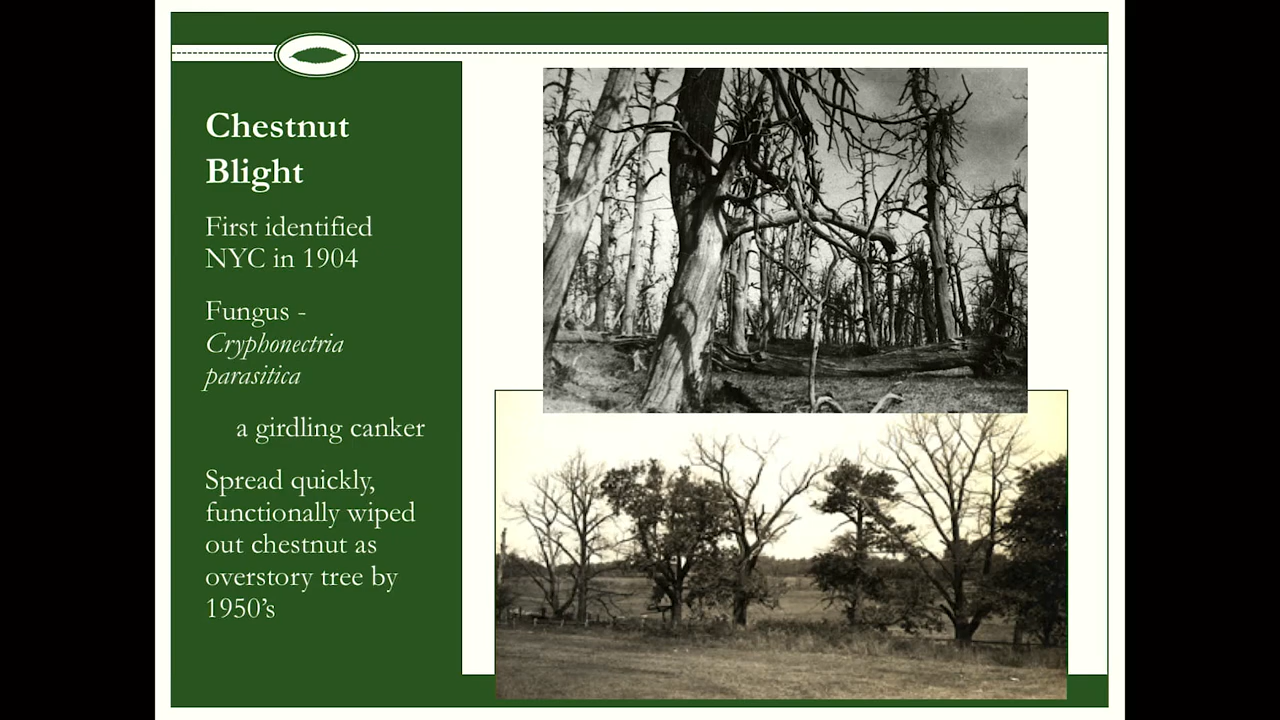 Chestnut
Blight
First identified
NYC in 1904
Fungus -
Cryphonectria
parasitica
a girdling canker
Spread quickly,
functionally wiped
out chestnut as
overstory tree by
1950’s